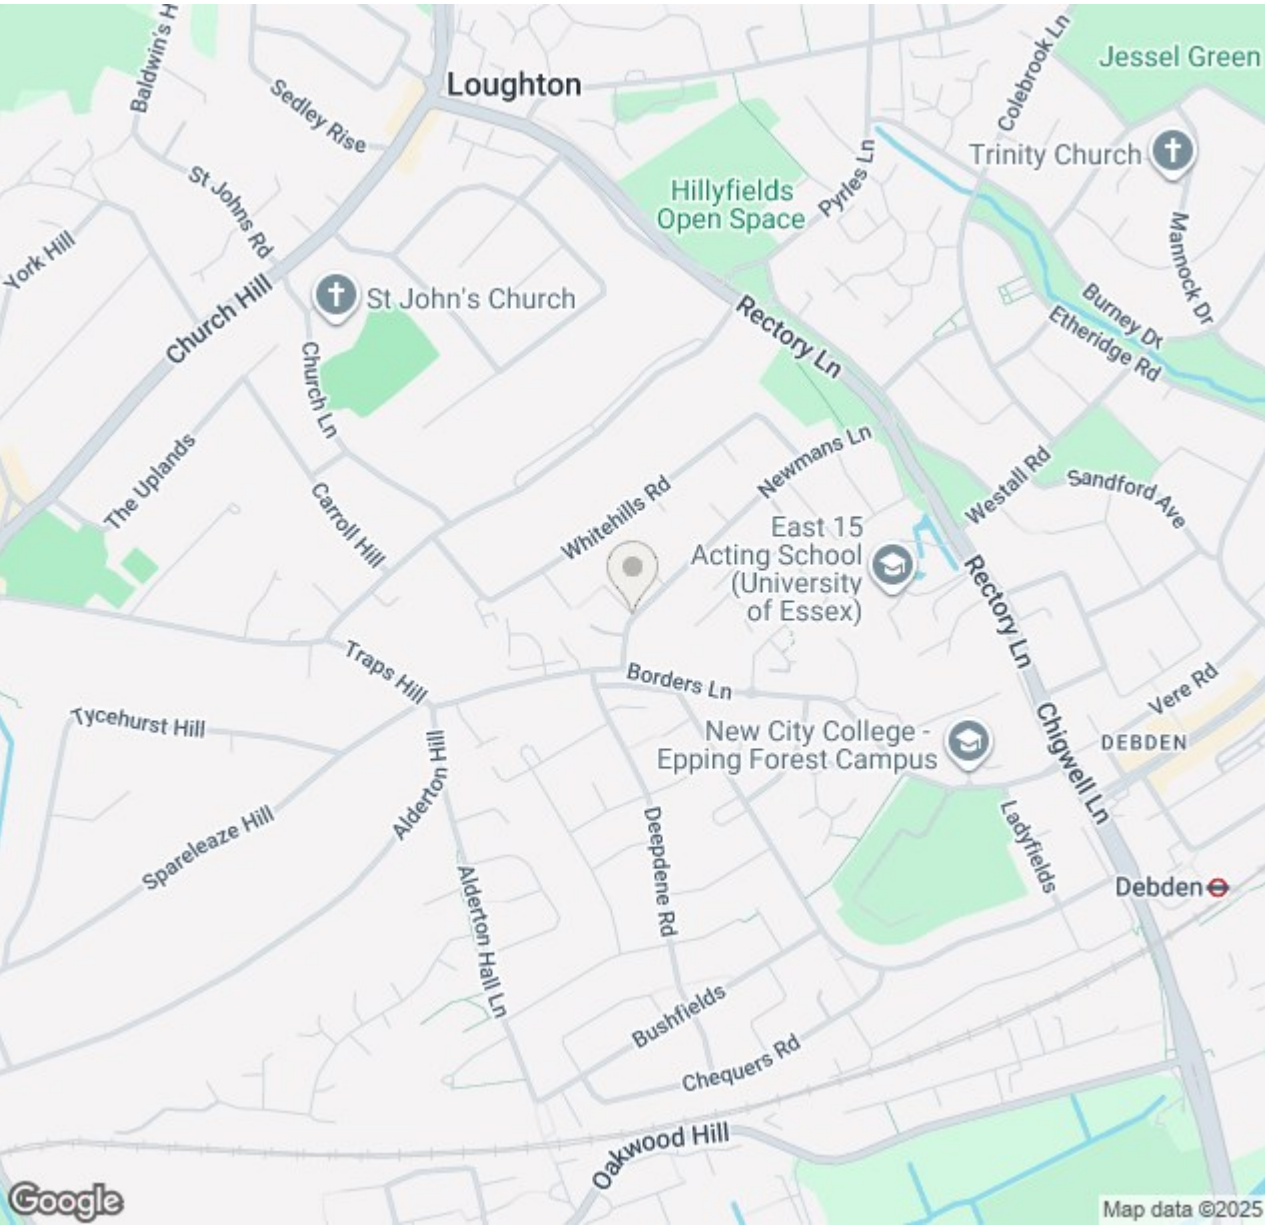 Baldwin's H
Loughton
Jessel Green
Colebrook Ln
Sedley Rise
Trinity Church
Pyrles Ln
Hillyfields
Open Space
St Johns Rd
Mannock Dr
York Hill
St John's Church
Church Hill
Rectory Ln
Burney Dr
Etheridge Rd
Church Ln
The Uplands
Newmans Ln
Westall Rd
Sandford Ave
Carroll Hill
Whitehills Rd
East 15
Acting School
(University
of Essex)
Rectory Ln
Traps Hill
Borders Ln
Vere Rd
Tycehurst Hill
New City College -
Epping Forest Campus
DEBDEN
Chigwell Ln
Alderton Hill
Spareleaze Hill
Deepdene Rd
Ladyfields
Debden
Alderton Hall Ln
Bushfields
Chequers Rd
Oakwood Hill
Google
Map data ©2025